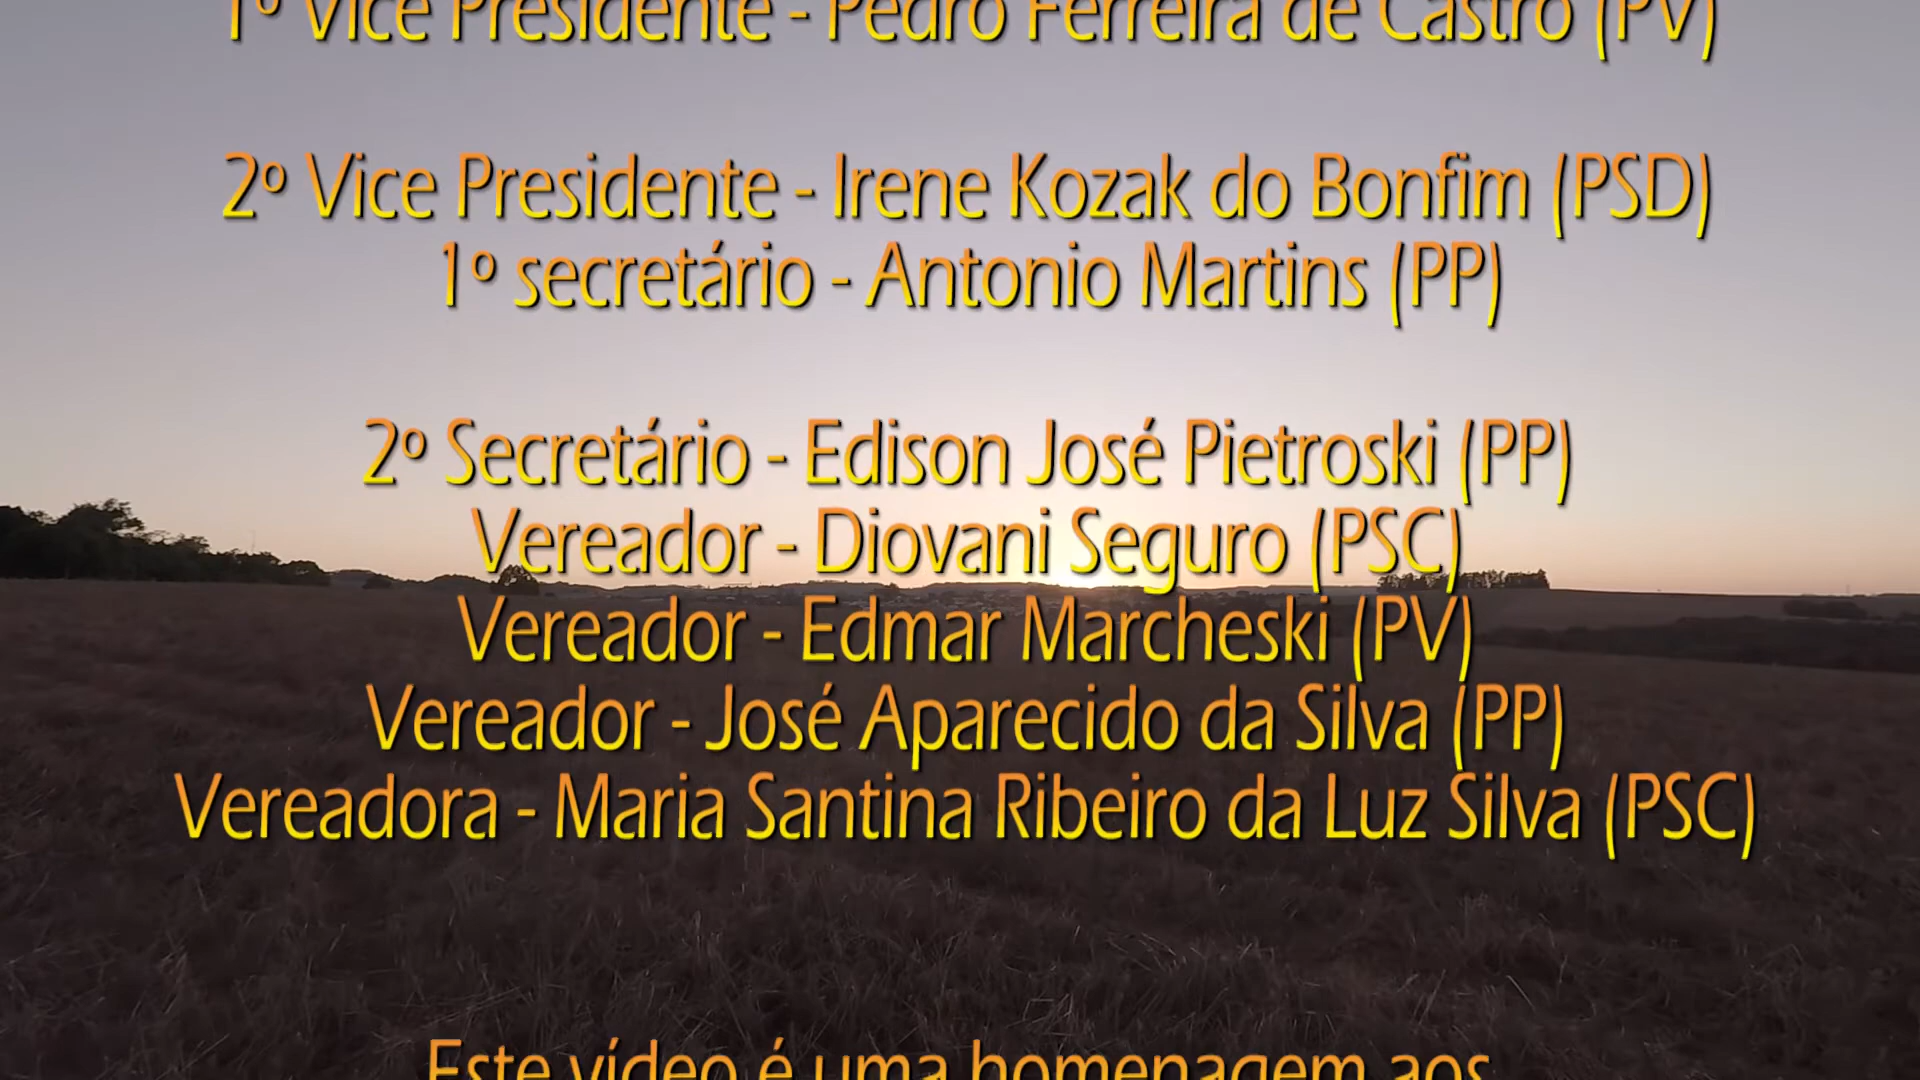 1º Vice Presidente - Pedro Ferreira de Castro (PV)
2º Vice Presidente - Irene Kozak do Bonfim (PSD)
1º secretário - Antonio Martins (PP)
2º Secretário - Edison José Pietroski (PP)
Vereador - Diovani Seguro (PSC)
Vereador - Edmar Marcheski (PV)
Vereador - José Aparecido da Silva (PP)
Vereadora - Maria Santina Ribeiro da Luz Silva (PSC)
Este vídeo é uma homenagem aos